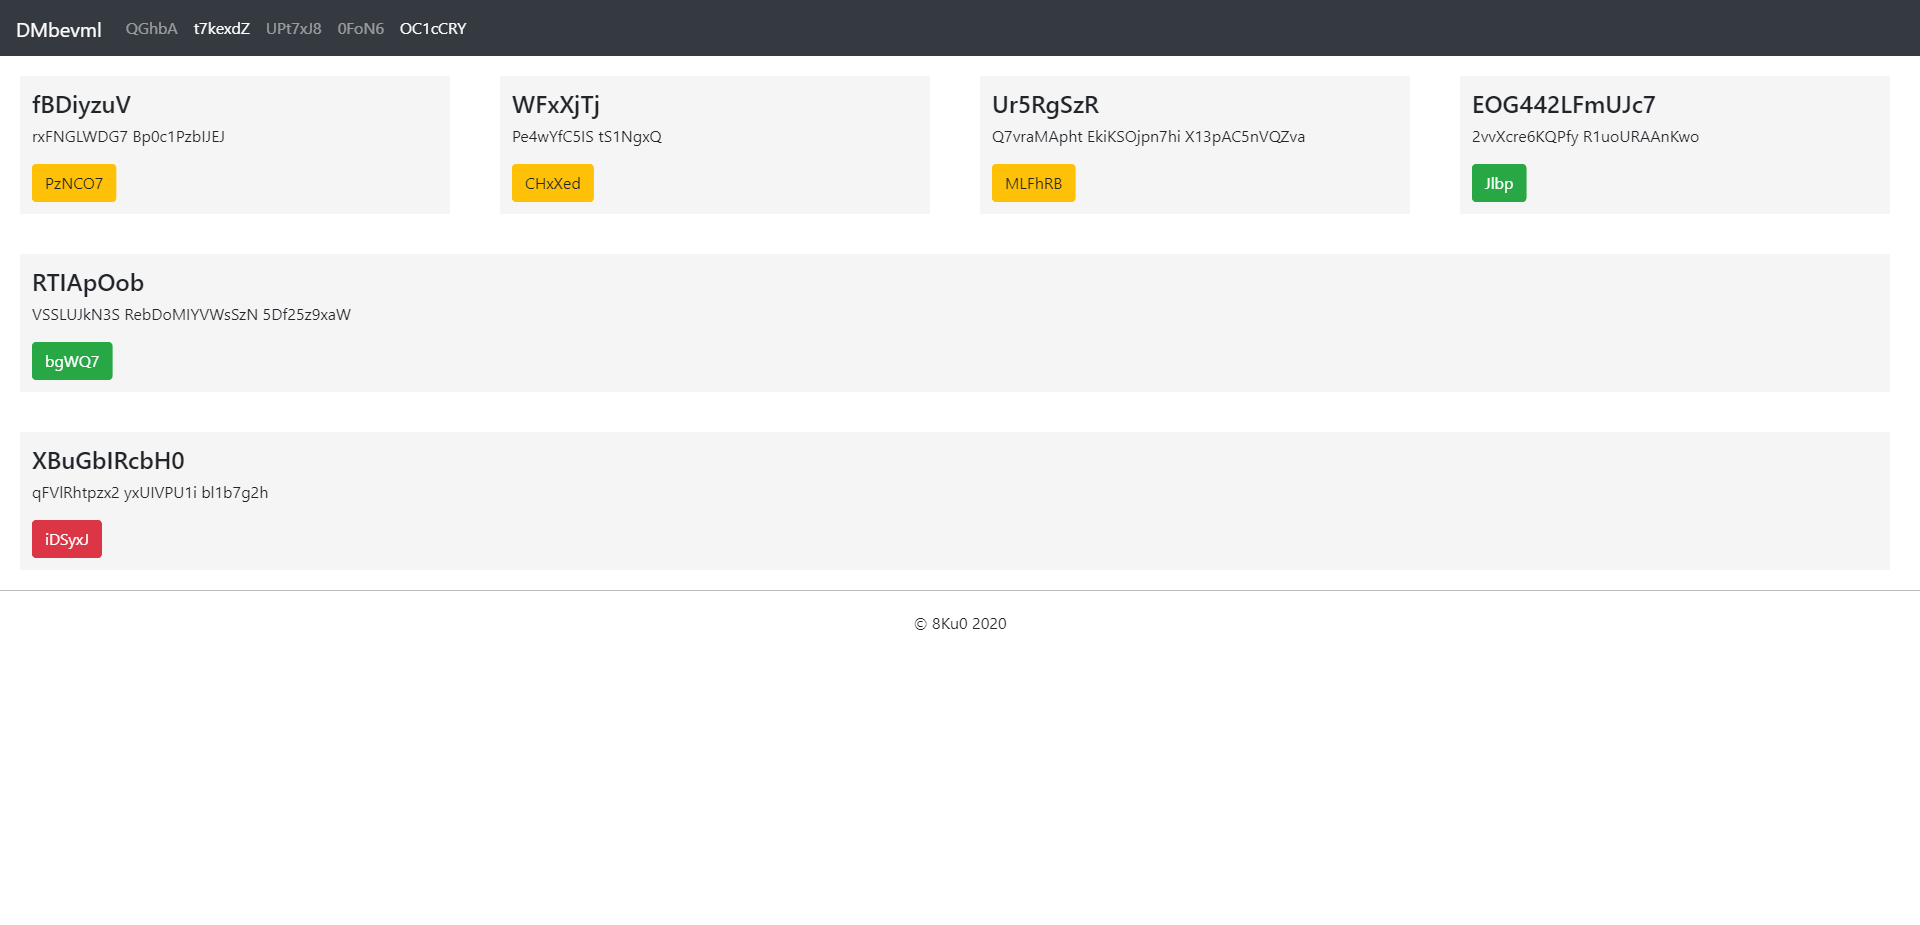 DMbevml QGhbA t7kexdZ UPt7xJ8 0FoN6 OC1cCRY
fBDiyzuV
rxFNGLWDG7 Bp0c1PzbIJEJ
PzNCO7
WFxXjTj
Pe4wYfC5IS tS1NgxQ
CHxXed
Ur5RgSzR
Q7vraMApht EkiKSOjpn7hi X13pAC5nVQZva
MLFhRB
EOG442LFmUJc7
2vvXcre6KQPfy R1uoURAAnKwo
Jlbp
RTIApOob
VSSLUJkN3S RebDoMIYVWsSzN 5Df25z9xaW
bgWQ7
XBuGbIRcbH0
qFVlRhtpzx2 yxUIVPU1i bl1b7g2h
iDSyxJ
© 8Ku0 2020